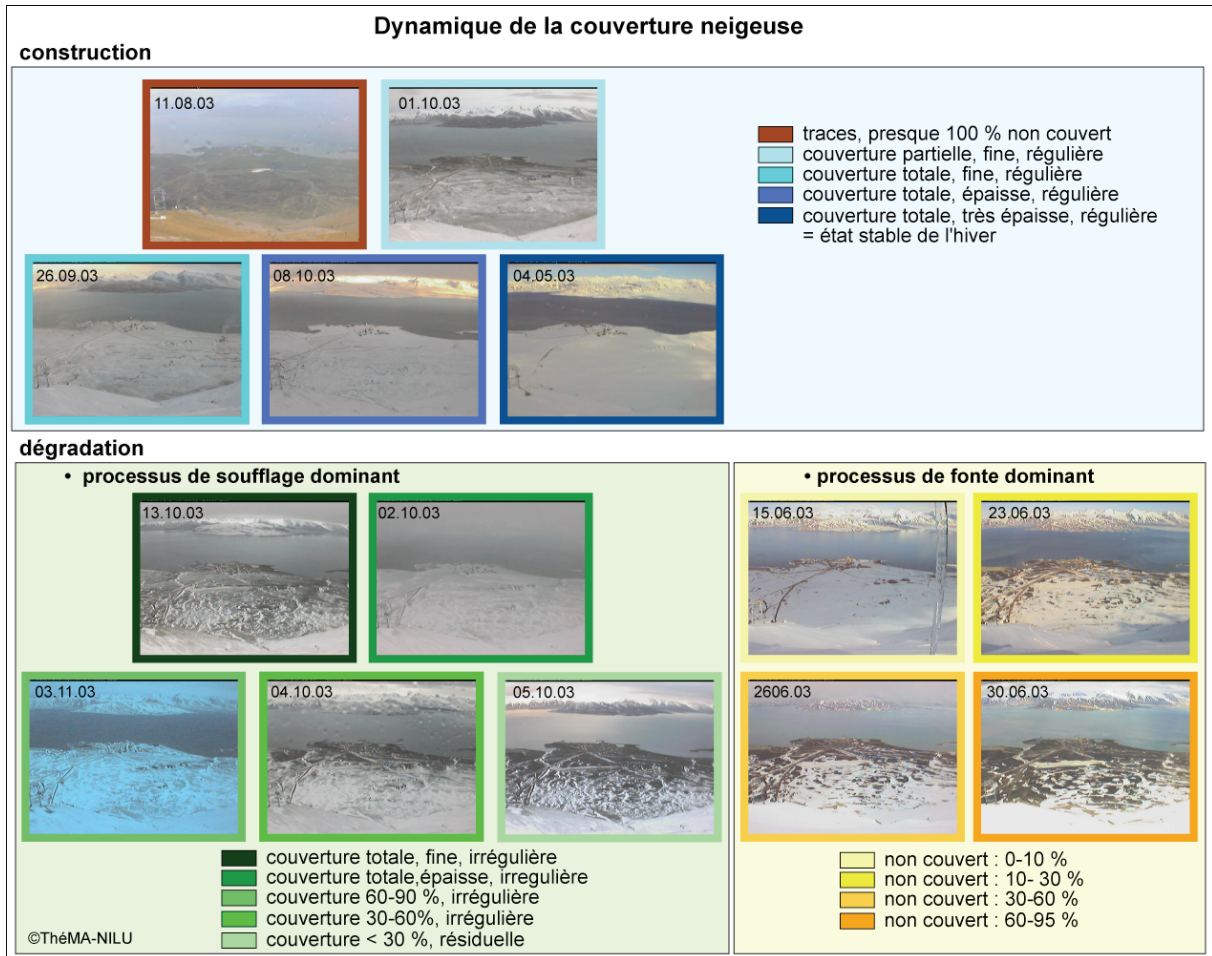 Dynamique de la couverture neigeuse
construction
11.08.03
01.10.03
traces, presque 100 % non couvert
couverture partielle, fine, régulière
couverture totale, fine, régulière
couverture totale, épaisse, régulière
couverture totale, très épaisse, régulière
= état stable de l'hiver
26.09.03
08.10.03
04.05.03
dégradation
• processus de soufflage dominant
13.10.03
02.10.03
03.11.03
04.10.03
05.10.03
couverture totale, fine, irrégulière
couverture totale,épaisse, irregulière
couverture 60-90 %, irrégulière
couverture 30-60%, irrégulière
couverture < 30 %, résiduelle
©ThéMA-NILU
• processus de fonte dominant
15.06.03
23.06.03
2606.03
30.06.03
non couvert : 0-10 %
non couvert : 10- 30 %
non couvert : 30-60 %
non couvert : 60-95 %